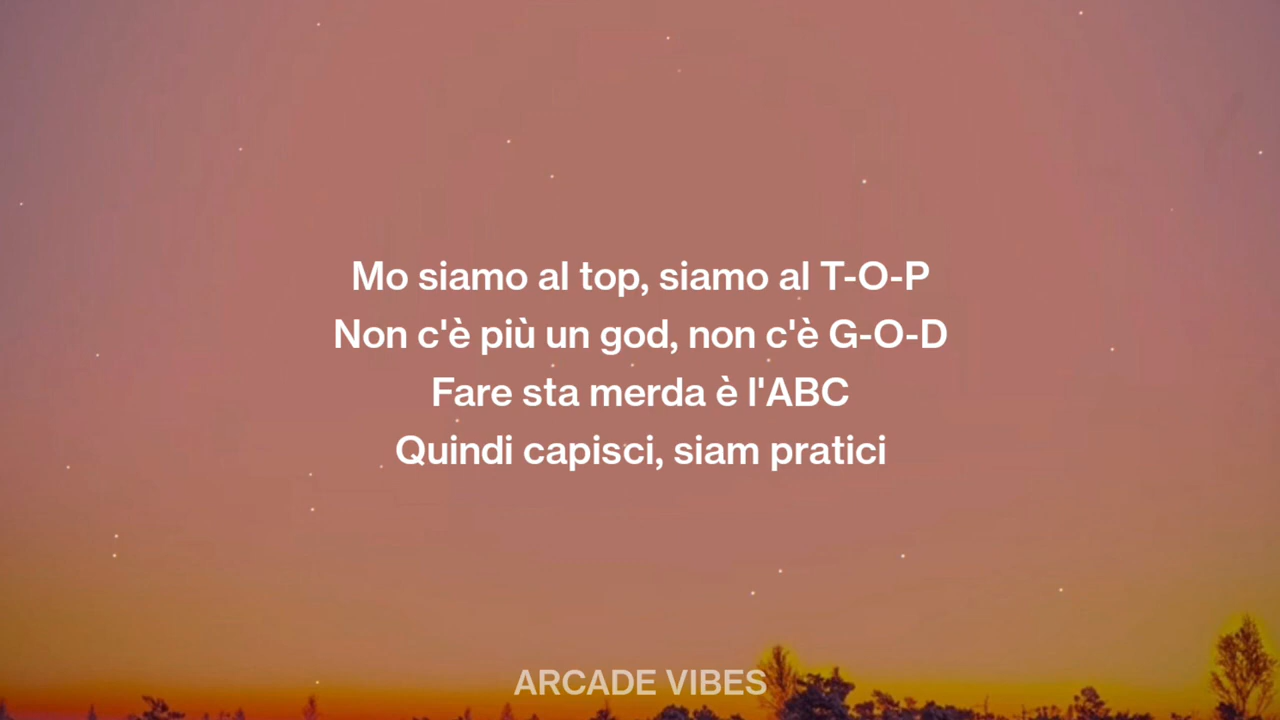 Mo siamo al top, siamo al T-O-P
Non c'è più un god, non c'è G-O-D
Fare sta merda è l'ABC
Quindi capisci, siam pratici
ARCADE VIBES